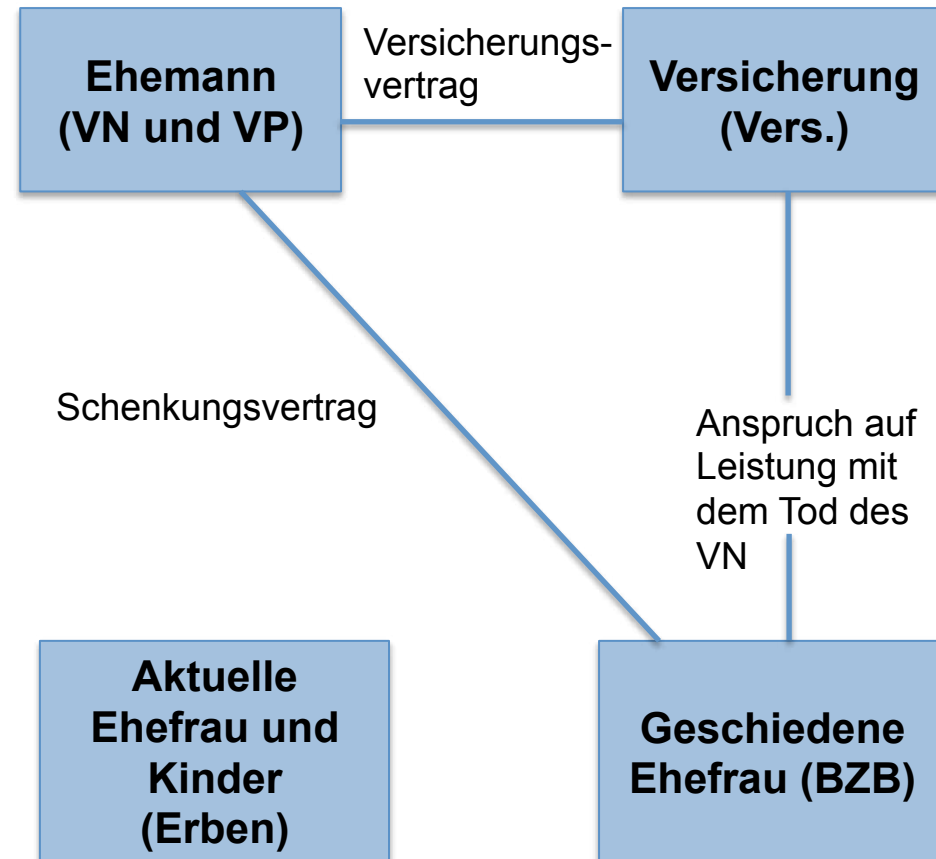 Ehemann
(VN und VP)
Versicherungs-
vertrag
Versicherung
(Vers.)
Schenkungsvertrag
Anspruch auf
Leistung mit
dem Tod des
VN
Aktuelle
Ehefrau und
Kinder
(Erben)
Geschiedene
Ehefrau (BZB)